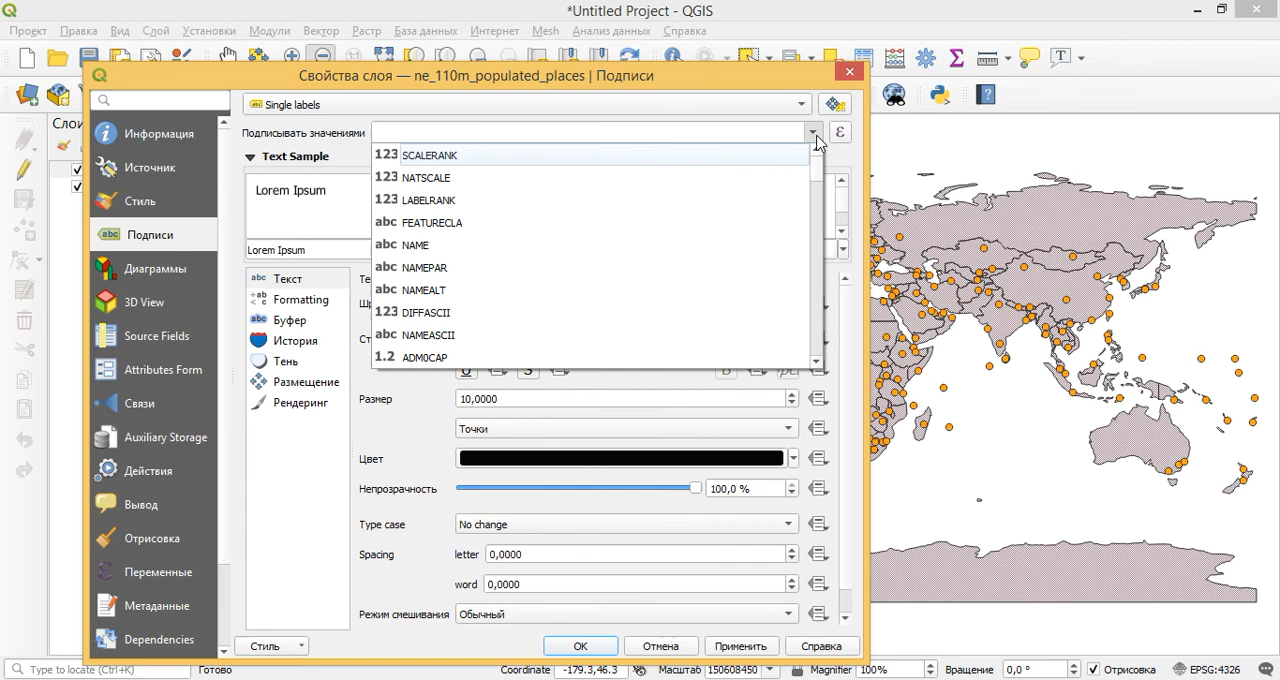 *Untitled Project - QGIS
Проект Правка Вид Слой Установки Модули Вектор Растр База данных Интернет Mesh Анализ данных Справка
Свойства слоя — ne_110m_populated_places | Подписи
Single labels
Подписывать значениями
Информация
Источник
Стиль
Подписи
Диаграммы
3D View
Source Fields
Attributes Form
Связи
Auxiliary Storage
Действия
Вывод
Отрисовка
Переменные
Метаданные
Dependencies
Text Sample
Lorem Ipsum
Lorem Ipsum
123 SCALERANK
123 NATSCALE
123 LABELRANK
abc FEATURECLA
abc NAME
abc NAMEPAR
abc NAMEALT
123 DIFFASCII
abc NAMEASCII
1.2 ADM0CAP
Текст
Formatting
Буфер
История
Тень
Размещение
Рендеринг
Размер 10,0000
Точки
Цвет
Непрозрачность 100,0 %
Type case No change
Spacing letter 0,0000
word 0,0000
Режим смешивания Обычный
Стиль OK Отмена Применить Справка
Type to locate (Ctrl+K) Готово Coordinate -179.3,46.3 Масштаб 150608450 Magnifier 100% Вращение 0,0 ° Отрисовка EPSG:4326